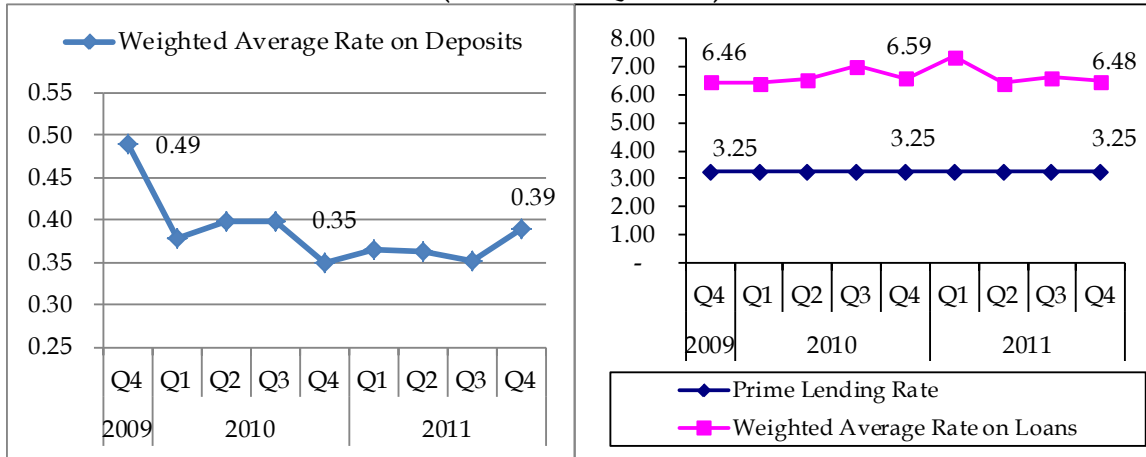 Weighted Average Rate on Deposits
0.55
0.50
0.49
0.45
0.40
0.39
0.35
0.35
0.30
0.25
Q4 Q1 Q2 Q3 Q4 Q1 Q2 Q3 Q4
2009 2010 2011
8.00
6.46 6.59 6.48
7.00
6.00
5.00
4.00
3.25 3.25 3.25
3.00
2.00
1.00
-
Q4 Q1 Q2 Q3 Q4 Q1 Q2 Q3 Q4
2009 2010 2011
Prime Lending Rate
Weighted Average Rate on Loans